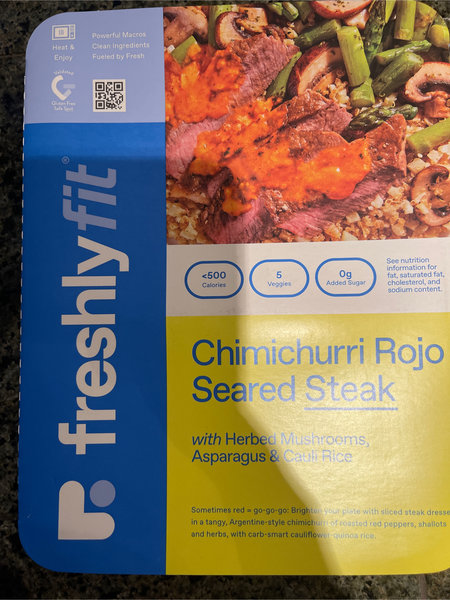 Heat &
Enjoy
Powerful Macros
Clean Ingredients
Fueled by Fresh
Validated
Gluten Free
Safe Spot
freshlyfit®
<500
Calories
5
Veggies
0g
Added Sugar
See nutrition
information for
fat, saturated fat,
cholesterol, and
sodium content.
Chimichurri Rojo
Seared Steak
with Herbed Mushrooms,
Asparagus & Cauli Rice
Sometimes red = go-go-go: Brighten your plate with sliced steak dresse
in a tangy, Argentine-style chimichurri of roasted red peppers, shallots
and herbs, with carb-smart cauliflower-quinoa rice.